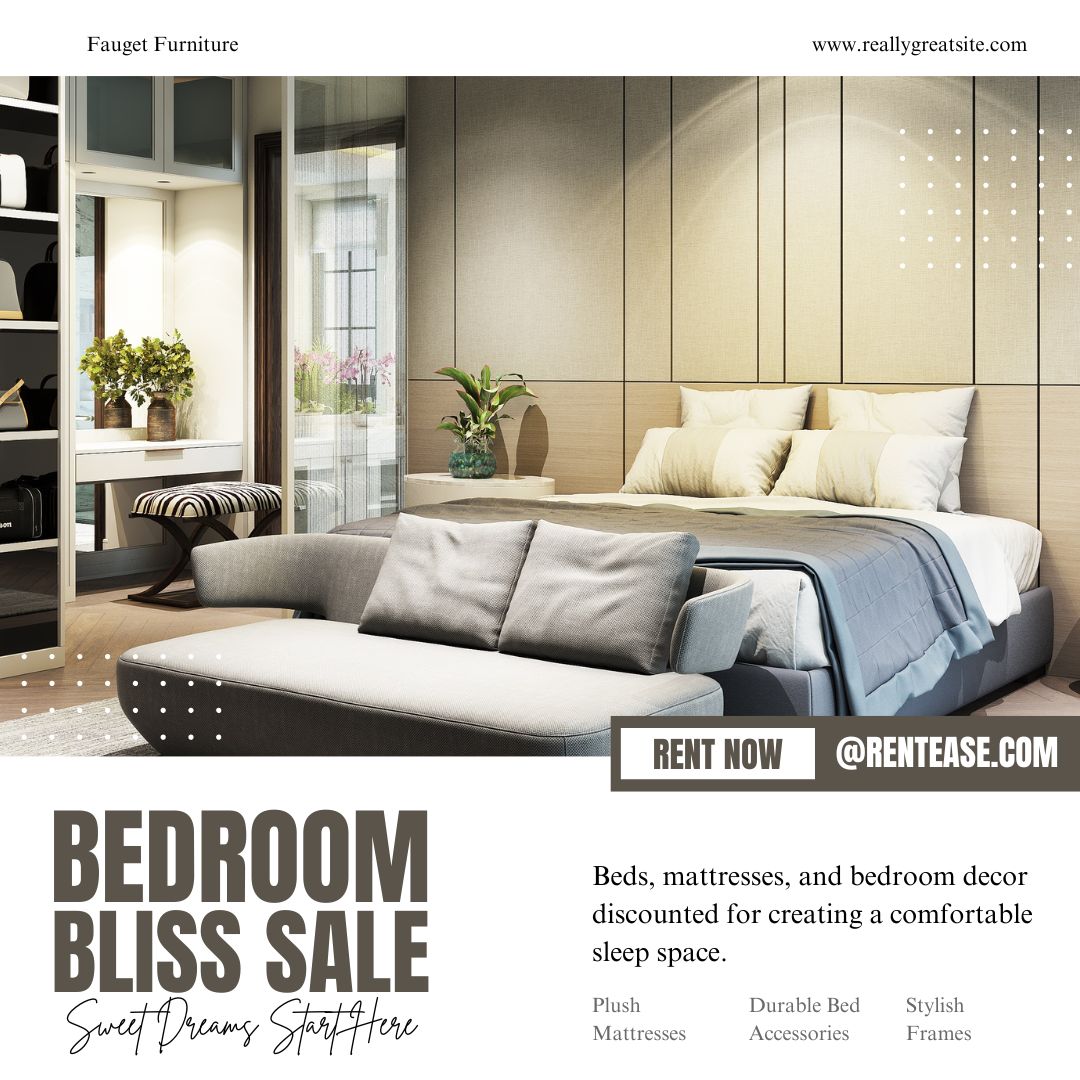 Fauget Furniture
www.reallygreatsite.com
RENT NOW
@RENTEASE.COM
BEDROOM
BLISS SALE
Sweet Dreams Start Here
Beds, mattresses, and bedroom decor
discounted for creating a comfortable
sleep space.
Plush
Mattresses
Durable Bed
Accessories
Stylish
Frames